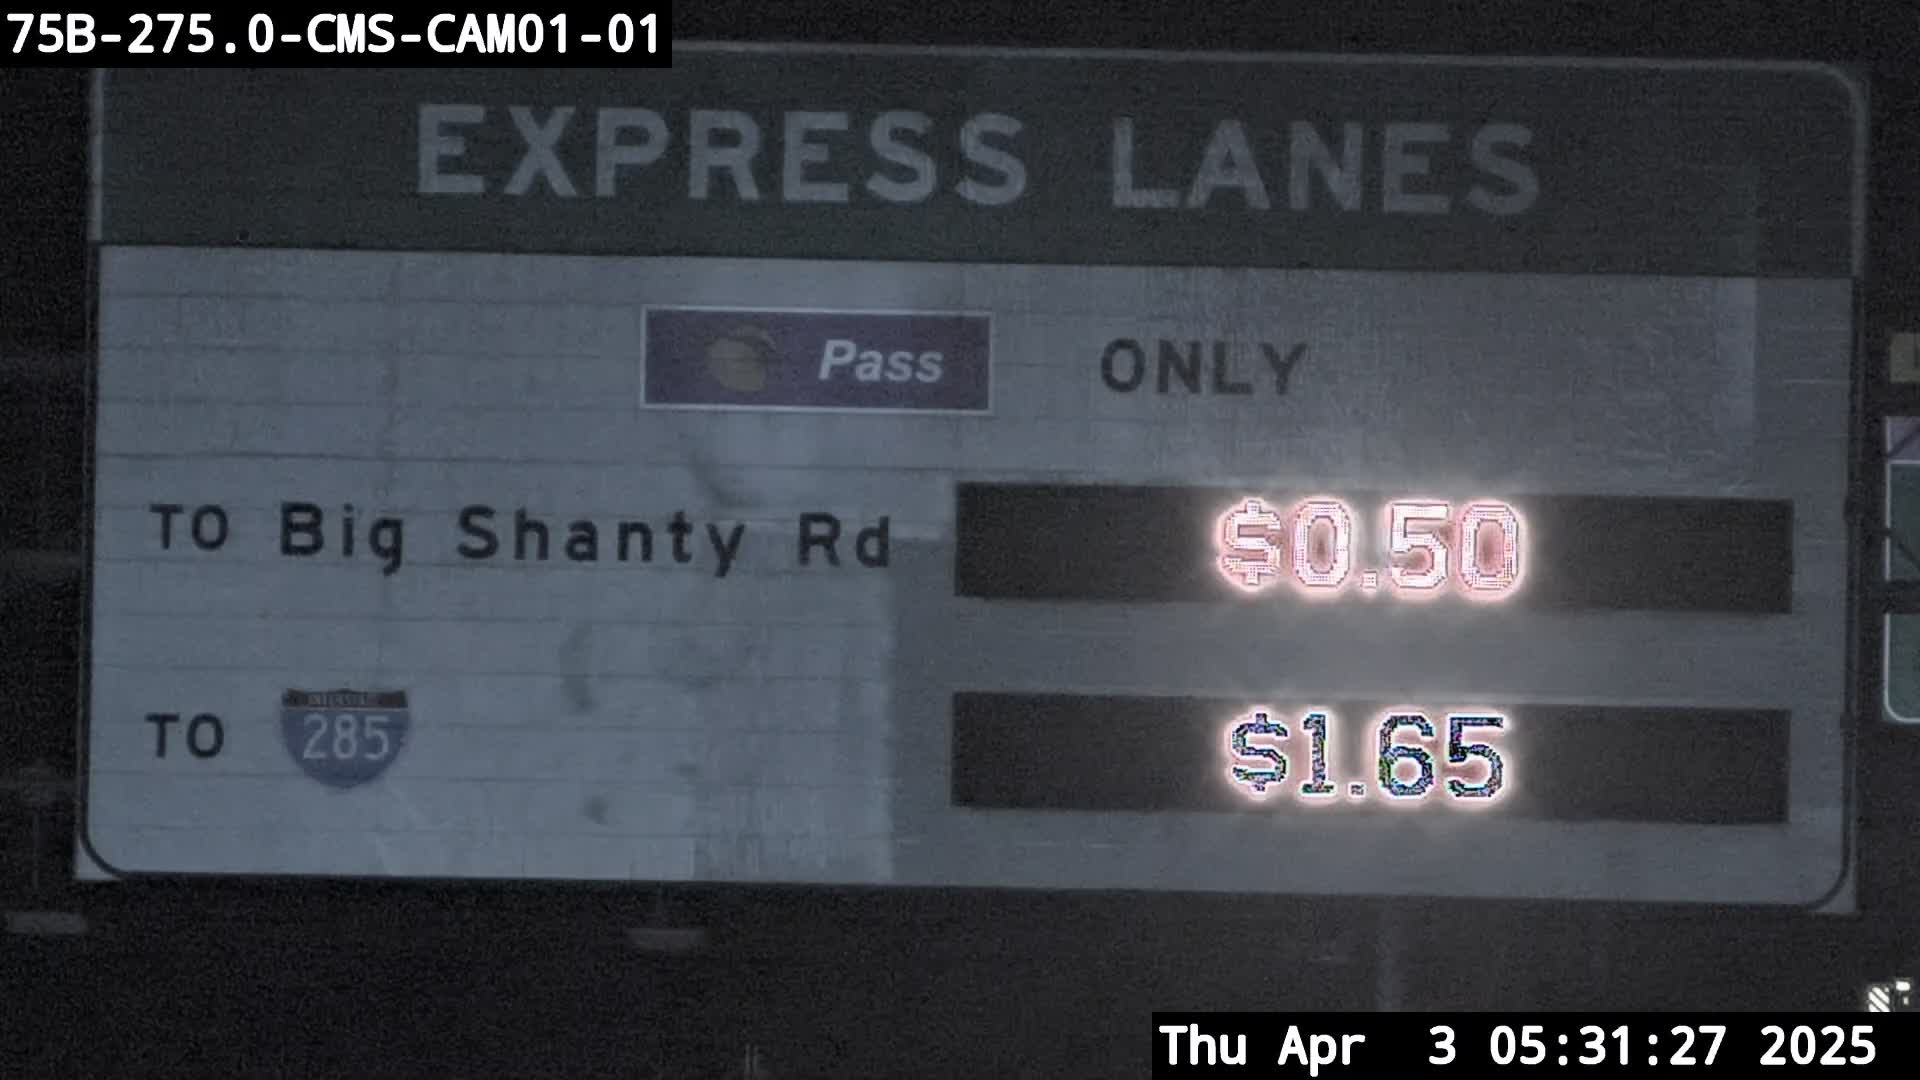 75B-275.0-CMS-CAM01-01
EXPRESS LANES
Pass ONLY
TO Big Shanty Rd $0.50
INTERSTATE
TO 285 $1.65
Thu Apr 3 05:31:27 2025